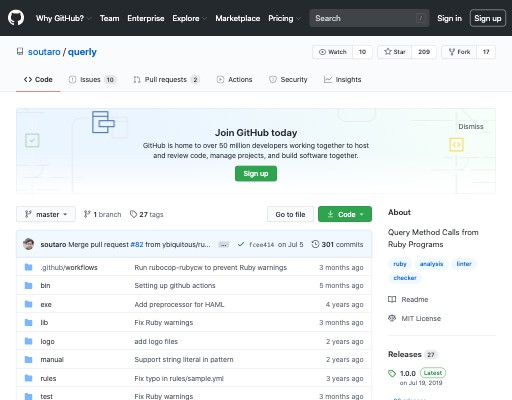 Why GitHub? Team Enterprise Explore Marketplace Pricing Search / Sign in Sign up
soutaro / querly Watch 10 Star 209 Fork 17
Code Issues 10 Pull requests 2 Actions Security Insights
Join GitHub today
Dismiss
GitHub is home to over 50 million developers working together to host
and review code, manage projects, and build software together.
Sign up
master 1 branch 27 tags Go to file Code
soutaro Merge pull request #82 from ybiquitous/ru... fcee414 on Jul 5 301 commits
.github/workflows Run rubocop-rubycw to prevent Ruby warnings 3 months ago
bin Setting up github actions 5 months ago
exe Add preprocessor for HAML 4 years ago
lib Fix Ruby warnings 3 months ago
logo add logo files 2 years ago
manual Support string literal in pattern 2 years ago
rules Fix typo in rules/sample.yml 3 years ago
test Fix Ruby warnings 3 months ago
About
Query Method Calls from
Ruby Programs
ruby analysis linter
checker
Readme
MIT License
Releases 27
1.0.0 Latest
on Jul 19, 2019